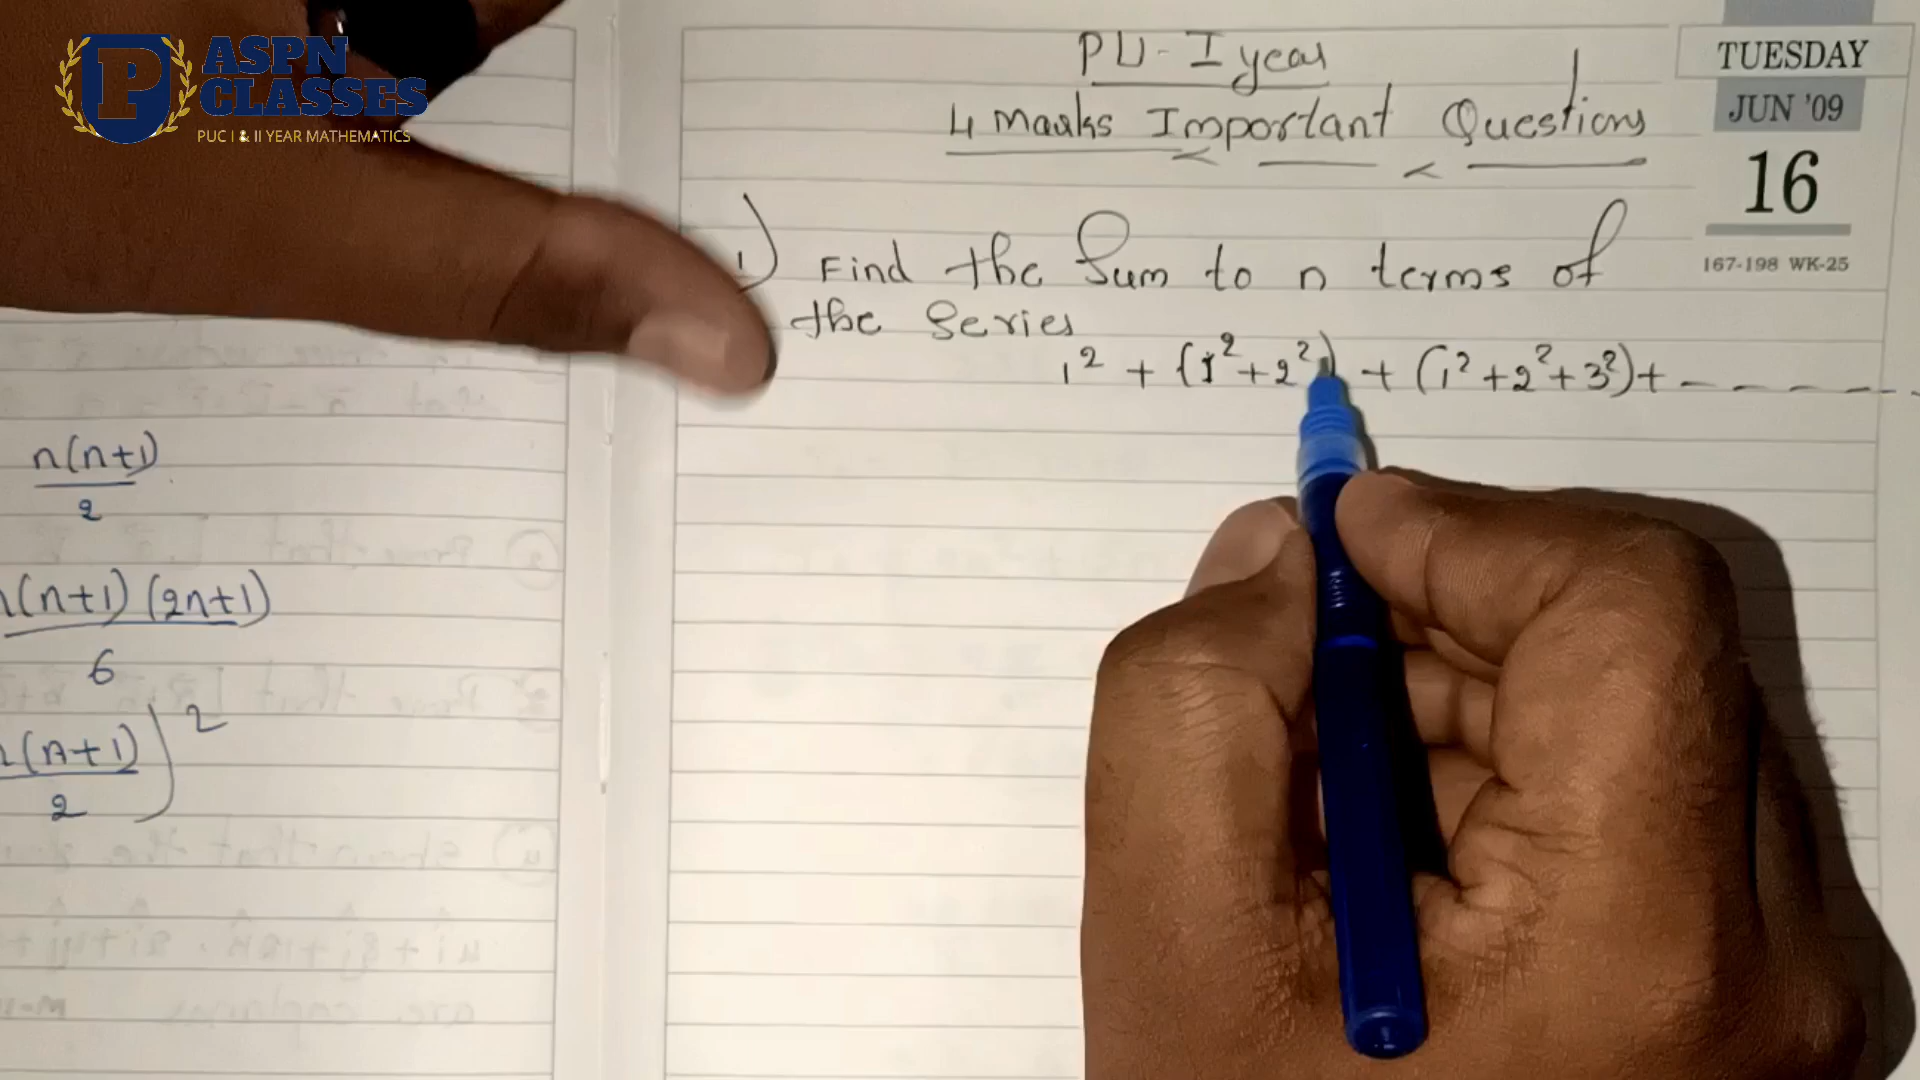 P
ASPN
CLASSES
PUC I & II YEAR MATHEMATICS
TUESDAY
JUN '09
16
167-198 WK-25
PU - I year
4 Marks Important Questions
1) Find the Sum to n terms of
the Series
1² + (1² + 2²) + (1² + 2² + 3²) + - - - - -
n(n+1)
2
n(n+1) (2n+1)
6
n(n+1) )²
2